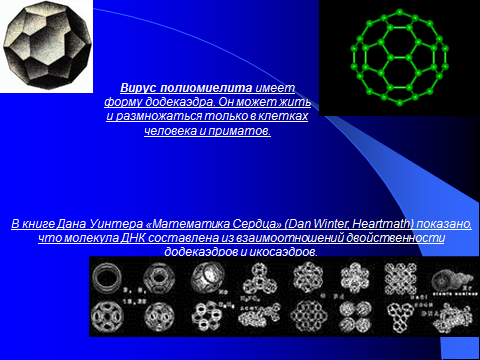 Вирус полиомиелита имеет
форму додекаэдра. Он может жить
и размножаться только в клетках
человека и приматов.
В книге Дана Уинтера «Математика Сердца» (Dan Winter, Heartmath) показано,
что молекула ДНК составлена из взаимоотношений двойственности
додекаэдров и икосаэдров.